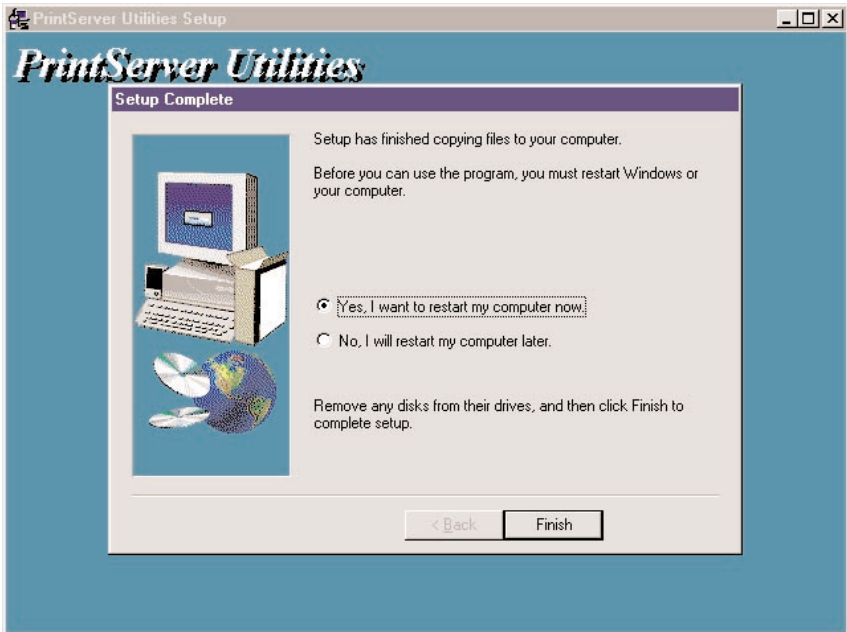 PrintServer Utilities Setup
PrintServer Utilities
Setup Complete
Setup has finished copying files to your computer.
Before you can use the program, you must restart Windows or
your computer.
Yes, I want to restart my computer now.
No, I will restart my computer later.
Remove any disks from their drives, and then click Finish to
complete setup.
< Back
Finish